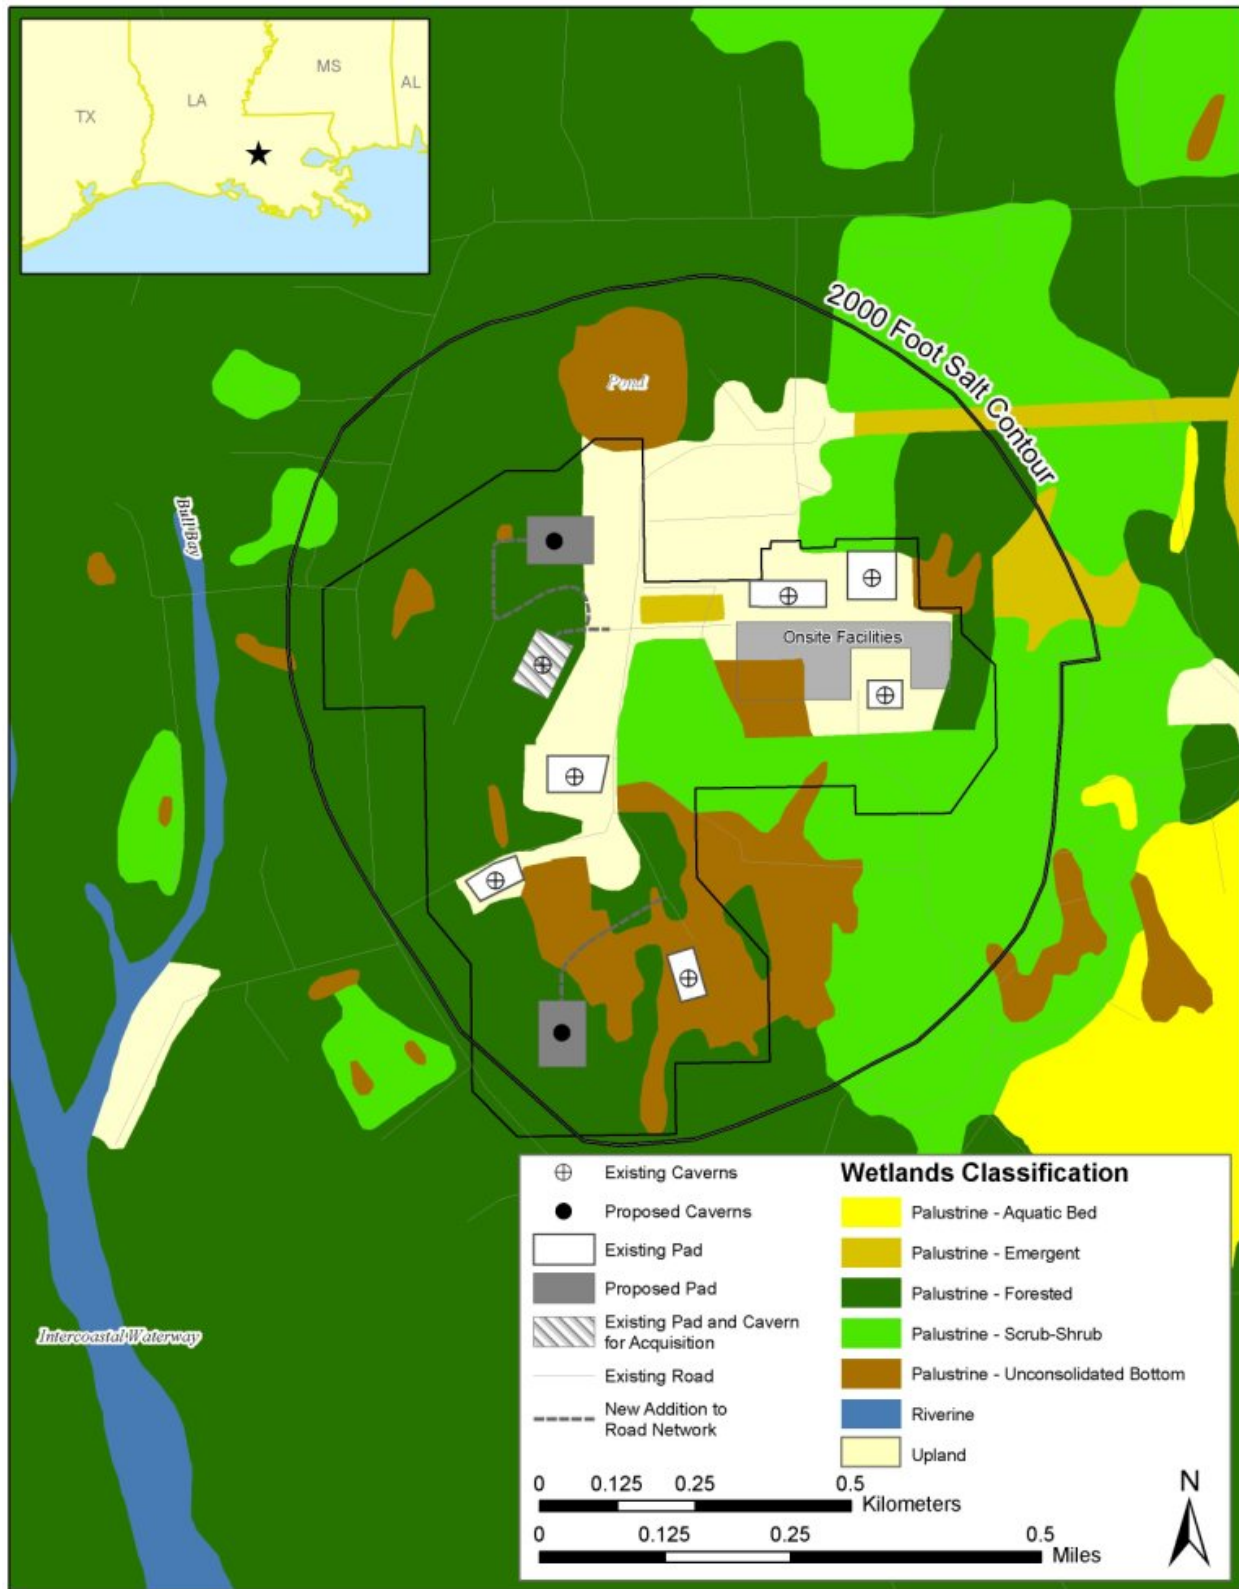 TX
LA
MS
AL
2000 Foot Salt Contour
Pond
Bull Bay
Onsite Facilities
Intercoastal Waterway
Existing Caverns
Proposed Caverns
Existing Pad
Proposed Pad
Existing Pad and Cavern
for Acquisition
Existing Road
New Addition to
Road Network
Wetlands Classification
Palustrine - Aquatic Bed
Palustrine - Emergent
Palustrine - Forested
Palustrine - Scrub-Shrub
Palustrine - Unconsolidated Bottom
Riverine
Upland
0 0.125 0.25 0.5
Kilometers
0 0.125 0.25 0.5
Miles
N